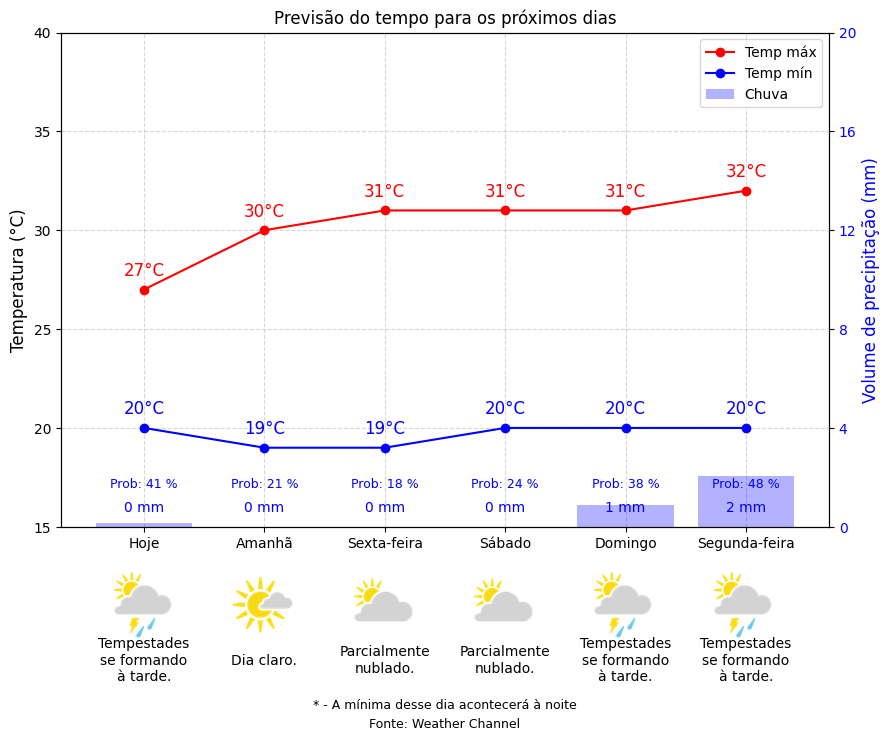 Previsão do tempo para os próximos dias
Temp máx
Temp mín
Chuva
Temperatura (°C)
Volume de precipitação (mm)
40
35
30
25
20
15
20
16
12
8
4
0
27°C
30°C
31°C
31°C
31°C
32°C
20°C
19°C
19°C
20°C
20°C
20°C
Prob: 41 %
Prob: 21 %
Prob: 18 %
Prob: 24 %
Prob: 38 %
Prob: 48 %
0 mm
0 mm
0 mm
0 mm
1 mm
2 mm
Hoje
Amanhã
Sexta-feira
Sábado
Domingo
Segunda-feira
Tempestades
se formando
à tarde.
Dia claro.
Parcialmente
nublado.
Parcialmente
nublado.
Tempestades
se formando
à tarde.
Tempestades
se formando
à tarde.
* - A mínima desse dia acontecerá à noite
Fonte: Weather Channel